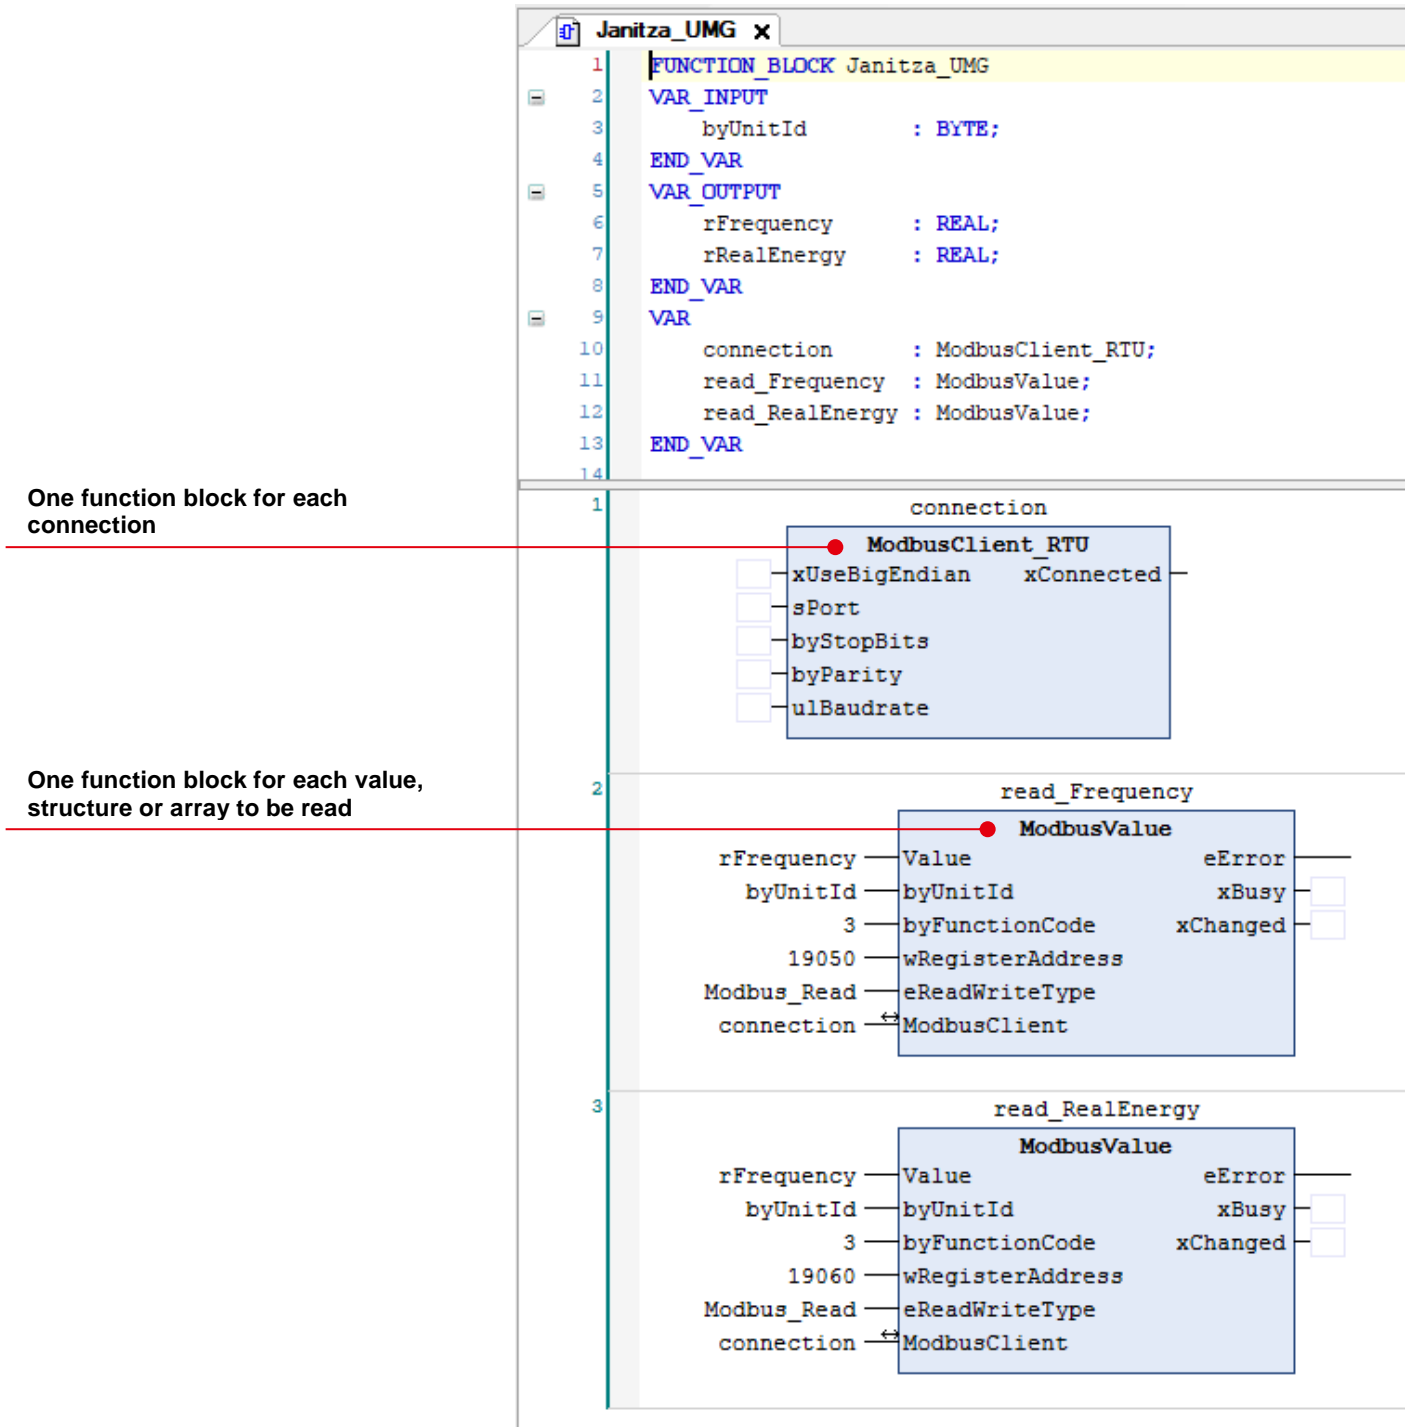 Janitza_UMG x
1 FUNCTION_BLOCK Janitza_UMG
2 VAR_INPUT
3 byUnitId : BYTE;
4 END_VAR
5 VAR_OUTPUT
6 rFrequency : REAL;
7 rRealEnergy : REAL;
8 END_VAR
9 VAR
10 connection : ModbusClient_RTU;
11 read_Frequency : ModbusValue;
12 read_RealEnergy : ModbusValue;
13 END_VAR
14
One function block for each
connection
1 connection
ModbusClient_RTU
xUseBigEndian xConnected
sPort
byStopBits
byParity
ulBaudrate
One function block for each value,
structure or array to be read
2 read_Frequency
ModbusValue
rFrequency Value eError
byUnitId byUnitId xBusy
3 byFunctionCode xChanged
19050 wRegisterAddress
Modbus_Read eReadWriteType
connection ModbusClient
3 read_RealEnergy
ModbusValue
rFrequency Value eError
byUnitId byUnitId xBusy
3 byFunctionCode xChanged
19060 wRegisterAddress
Modbus_Read eReadWriteType
connection ModbusClient